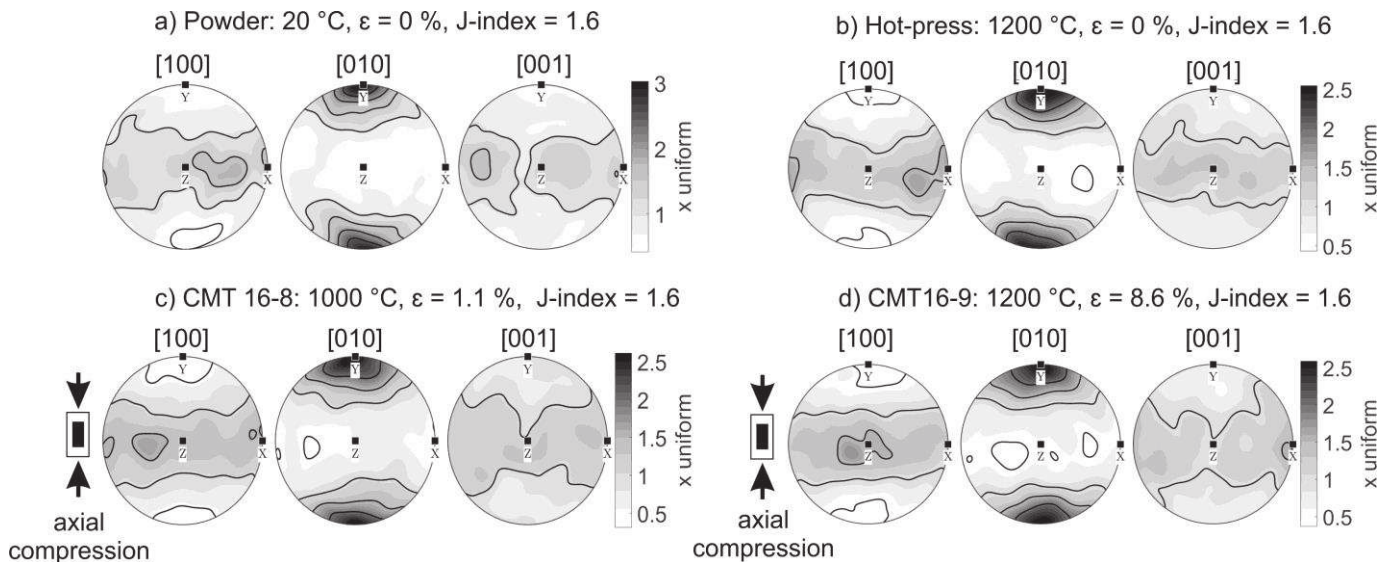 a) Powder: 20 °C, ε = 0 %, J-index = 1.6
[100] [010] [001]
Y Y Y
Z X Z X Z X
3
2
1
x uniform
b) Hot-press: 1200 °C, ε = 0 %, J-index = 1.6
[100] [010] [001]
Y Y Y
Z X Z X Z X
2.5
2
1.5
1
0.5
x uniform
c) CMT 16-8: 1000 °C, ε = 1.1 %, J-index = 1.6
[100] [010] [001]
Y Y Y
Z X Z X Z X
2.5
2
1.5
1
0.5
x uniform
axial
compression
d) CMT16-9: 1200 °C, ε = 8.6 %, J-index = 1.6
[100] [010] [001]
Y Y Y
Z X Z X Z X
2.5
2
1.5
1
0.5
x uniform
axial
compression